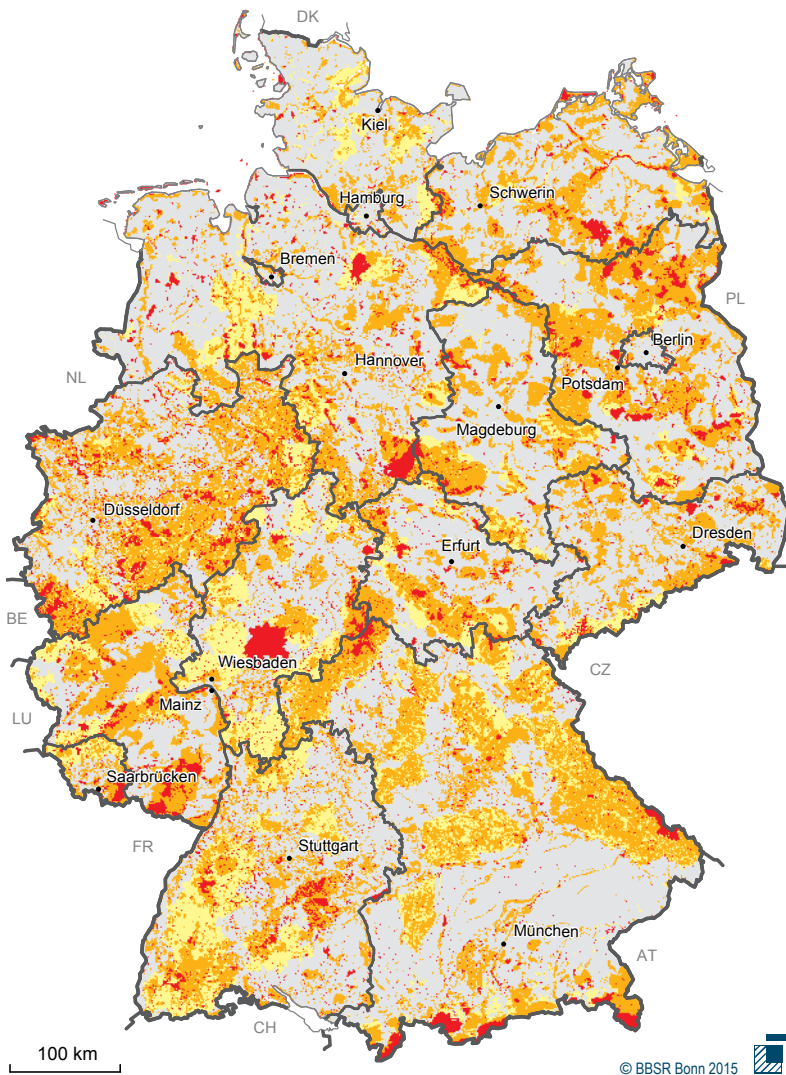 DK
Kiel
Hamburg
Schwerin
Bremen
PL
Berlin
Hannover
NL
Potsdam
Magdeburg
Düsseldorf
Dresden
Erfurt
BE
Wiesbaden
CZ
Mainz
LU
Saarbrücken
FR
Stuttgart
München
AT
CH
100 km
© BBSR Bonn 2015